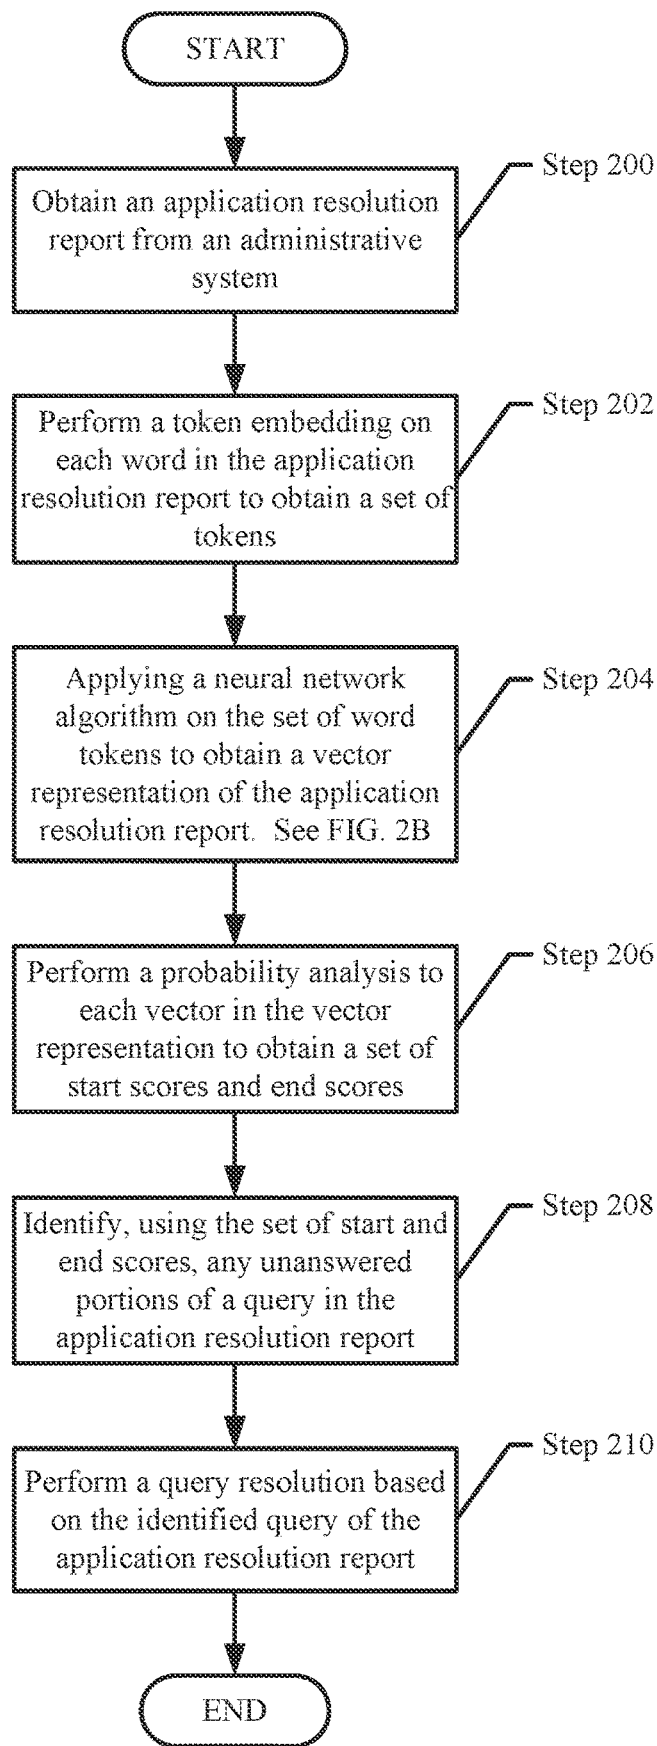 START
Step 200
Obtain an application resolution
report from an administrative
system
Step 202
Perform a token embedding on
each word in the application
resolution report to obtain a set of
tokens
Step 204
Applying a neural network
algorithm on the set of word
tokens to obtain a vector
representation of the application
resolution report. See FIG. 2B
Step 206
Perform a probability analysis to
each vector in the vector
representation to obtain a set of
start scores and end scores
Step 208
Identify, using the set of start and
end scores, any unanswered
portions of a query in the
application resolution report
Step 210
Perform a query resolution based
on the identified query of the
application resolution report
END